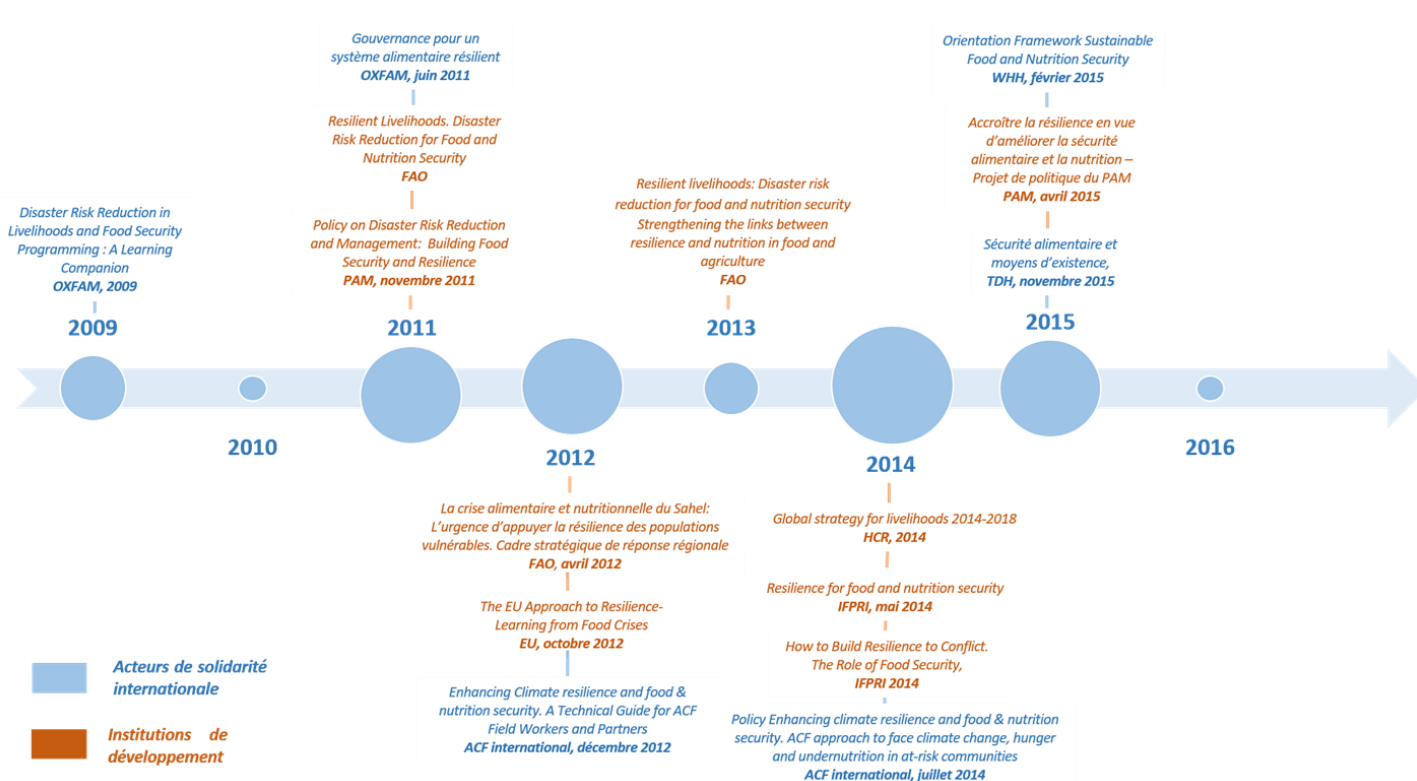 Disaster Risk Reduction in
Livelihoods and Food Security
Programming : A Learning
Companion
OXFAM, 2009
2009
2010
Gouvernance pour un
système alimentaire résilient
OXFAM, juin 2011
Resilient Livelihoods. Disaster
Risk Reduction for Food and
Nutrition Security
FAO
Policy on Disaster Risk Reduction
and Management: Building Food
Security and Resilience
PAM, novembre 2011
2011
2012
La crise alimentaire et nutritionnelle du Sahel:
L'urgence d'appuyer la résilience des populations
vulnérables. Cadre stratégique de réponse régionale
FAO, avril 2012
The EU Approach to Resilience-
Learning from Food Crises
EU, octobre 2012
Enhancing Climate resilience and food &
nutrition security. A Technical Guide for ACF
Field Workers and Partners
ACF international, décembre 2012
Resilient livelihoods: Disaster risk
reduction for food and nutrition security
Strengthening the links between
resilience and nutrition in food and
agriculture
FAO
2013
2014
Global strategy for livelihoods 2014-2018
HCR, 2014
Resilience for food and nutrition security
IFPRI, mai 2014
How to Build Resilience to Conflict.
The Role of Food Security,
IFPRI 2014
Policy Enhancing climate resilience and food & nutrition
security. ACF approach to face climate change, hunger
and undernutrition in at-risk communities
ACF international, juillet 2014
Orientation Framework Sustainable
Food and Nutrition Security
WHH, février 2015
Accroître la résilience en vue
d'améliorer la sécurité
alimentaire et la nutrition –
Projet de politique du PAM
PAM, avril 2015
Sécurité alimentaire et
moyens d'existence,
TDH, novembre 2015
2015
2016
Acteurs de solidarité
internationale
Institutions de
développement